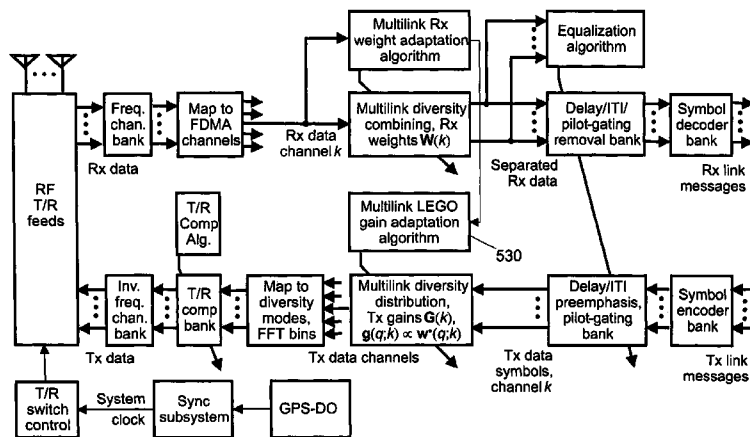 Multilink Rx
weight adaptation
algorithm
Equalization
algorithm
Freq.
chan.
bank
Map to
FDMA
channels
Multilink diversity
combining, Rx
weights W(k)
Delay/ITI/
pilot-gating
removal bank
Symbol
decoder
bank
Rx data
Rx data
channel k
Separated
Rx data
Rx link
messages
RF
T/R
feeds
T/R
Comp
Alg.
Multilink LEGO
gain adaptation
algorithm
530
Inv.
freq.
chan.
bank
T/R
comp
bank
Map to
diversity
modes,
FFT bins
Multilink diversity
distribution,
Tx gains G(k),
g(q;k) ∝ w*(q;k)
Delay/ITI
preemphasis,
pilot-gating
bank
Symbol
encoder
bank
Tx data
Tx data channels
Tx data
symbols,
channel k
Tx link
messages
T/R
switch
control
System
clock
Sync
subsystem
GPS-DO